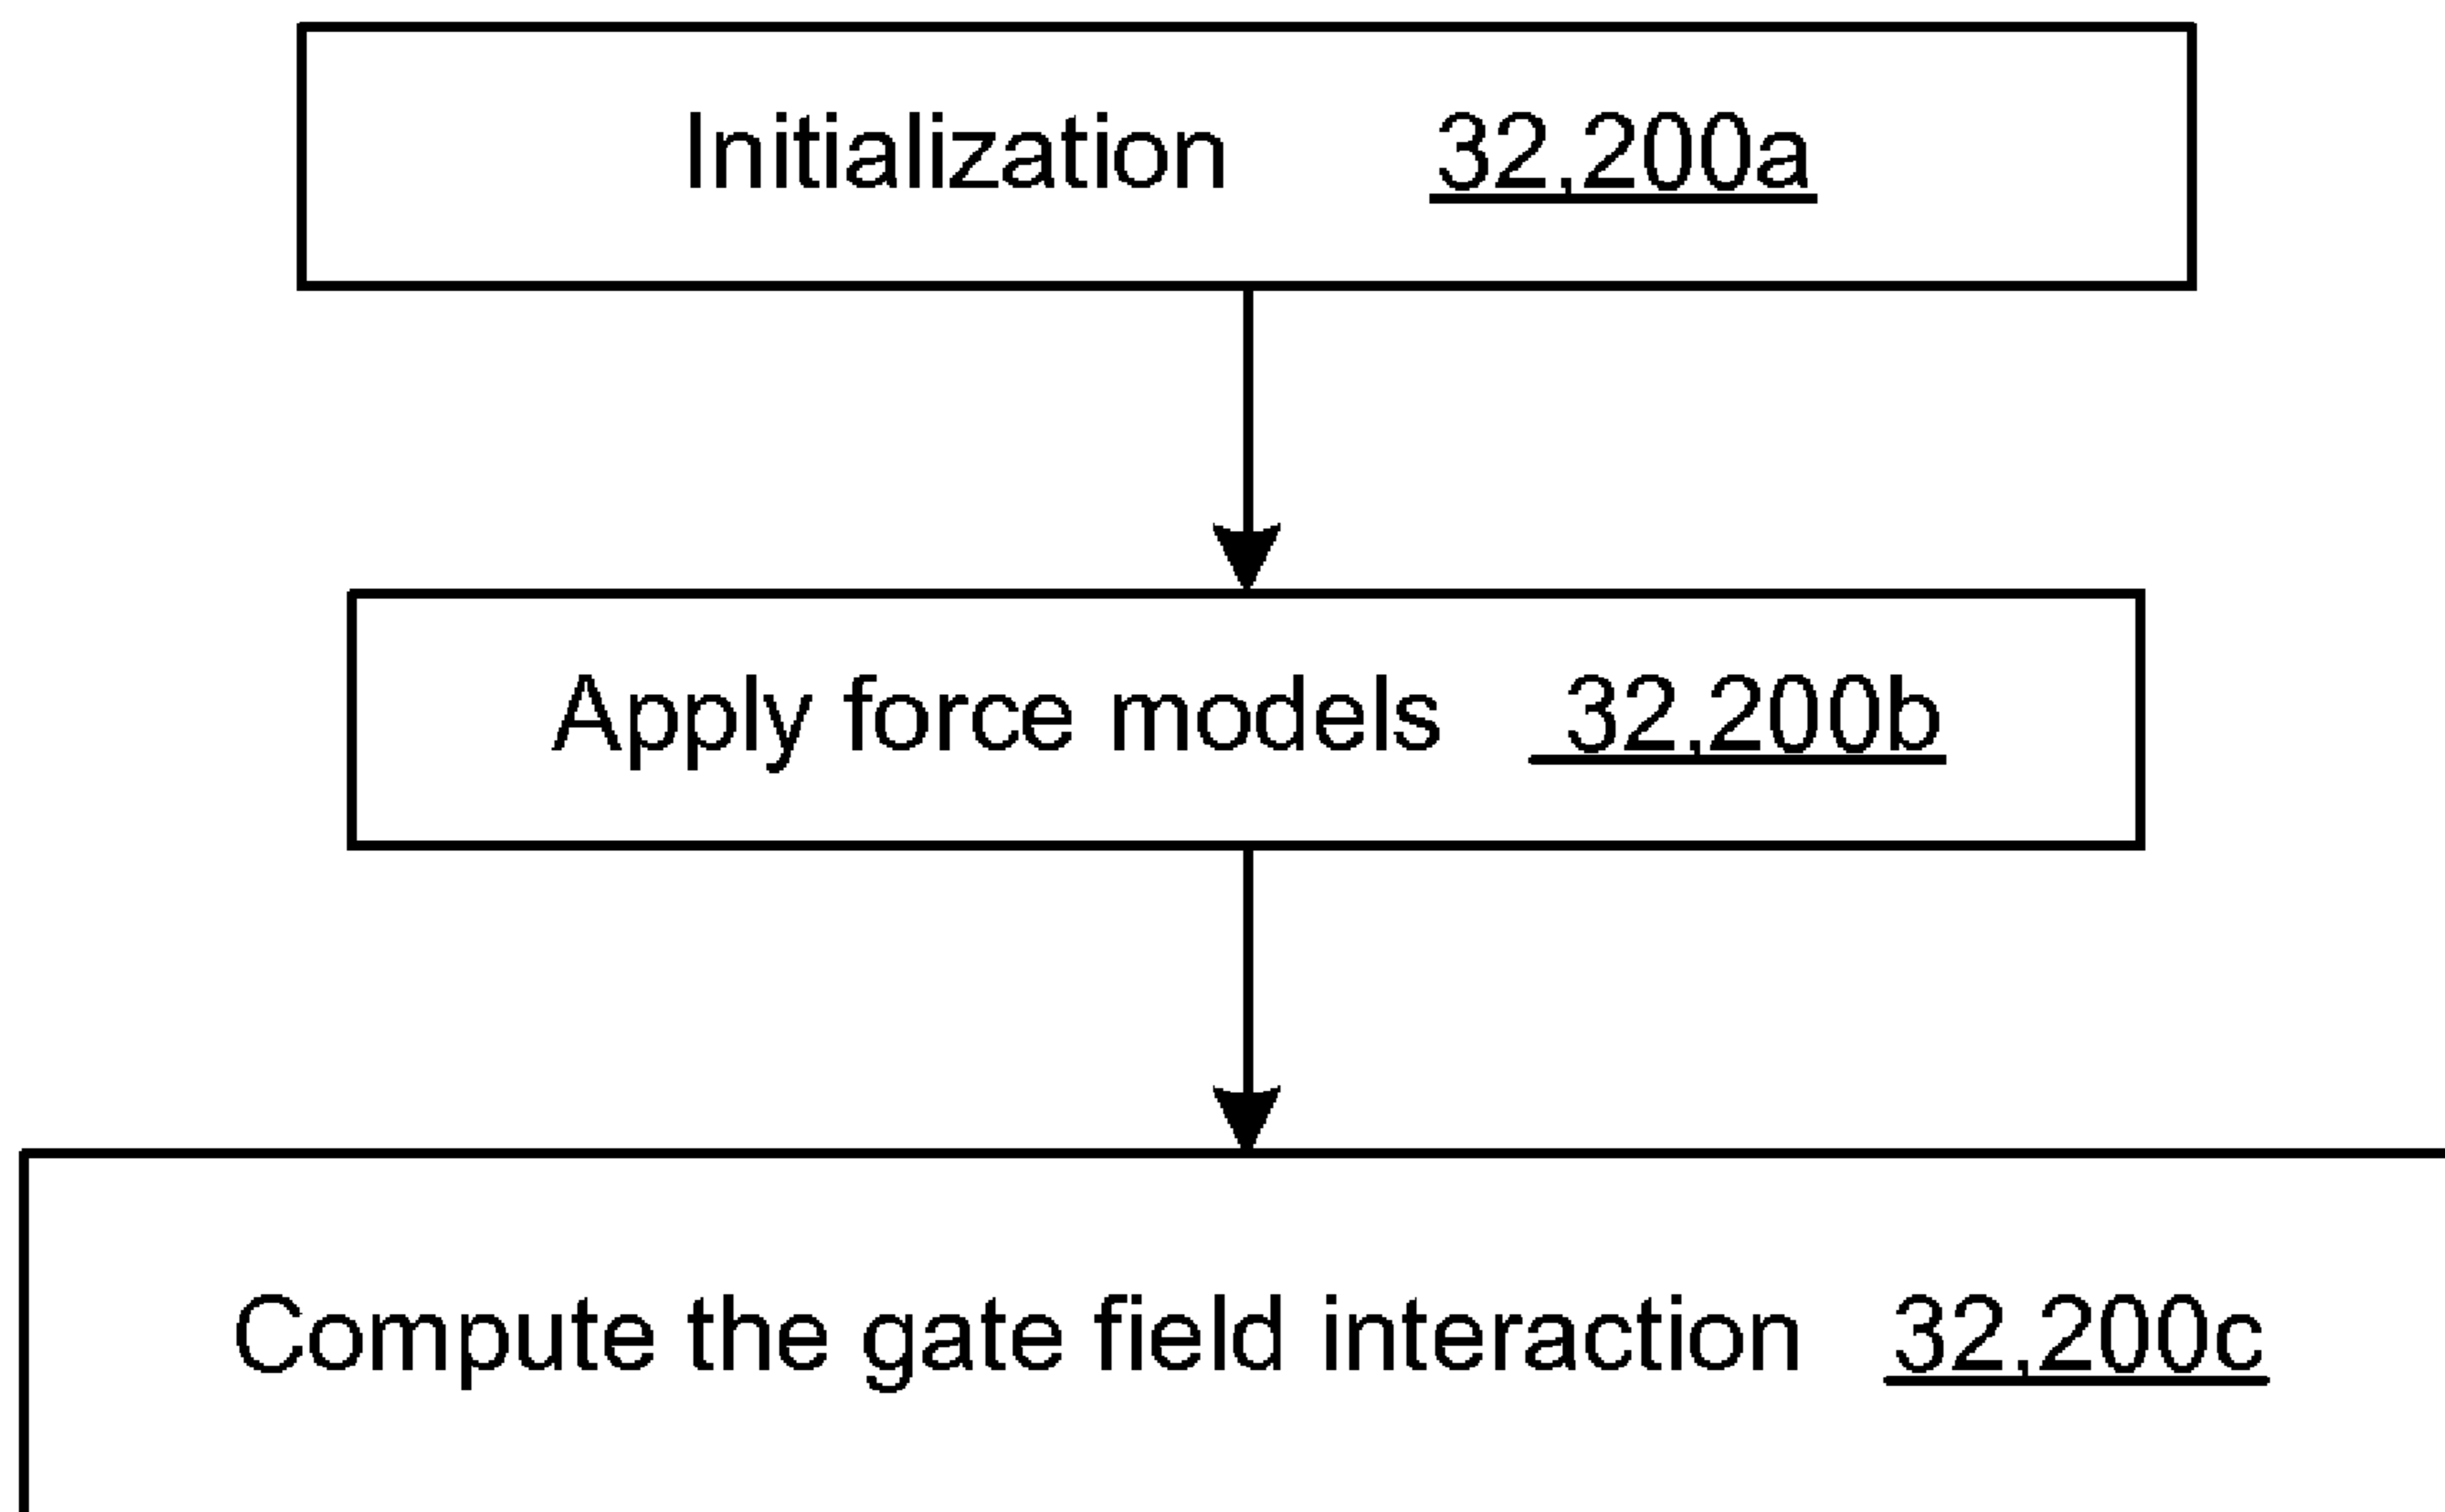 Initialization 32,200a
Apply force models 32,200b
Compute the gate field interaction 32,200c